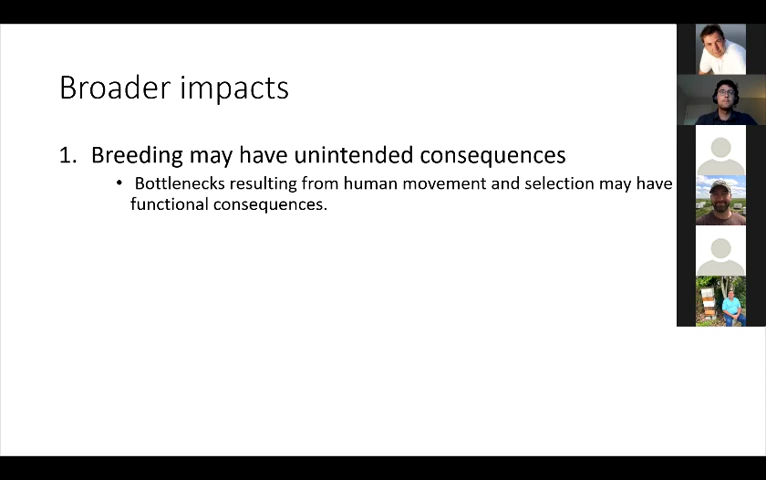 Broader impacts
1. Breeding may have unintended consequences
• Bottlenecks resulting from human movement and selection may have
functional consequences.